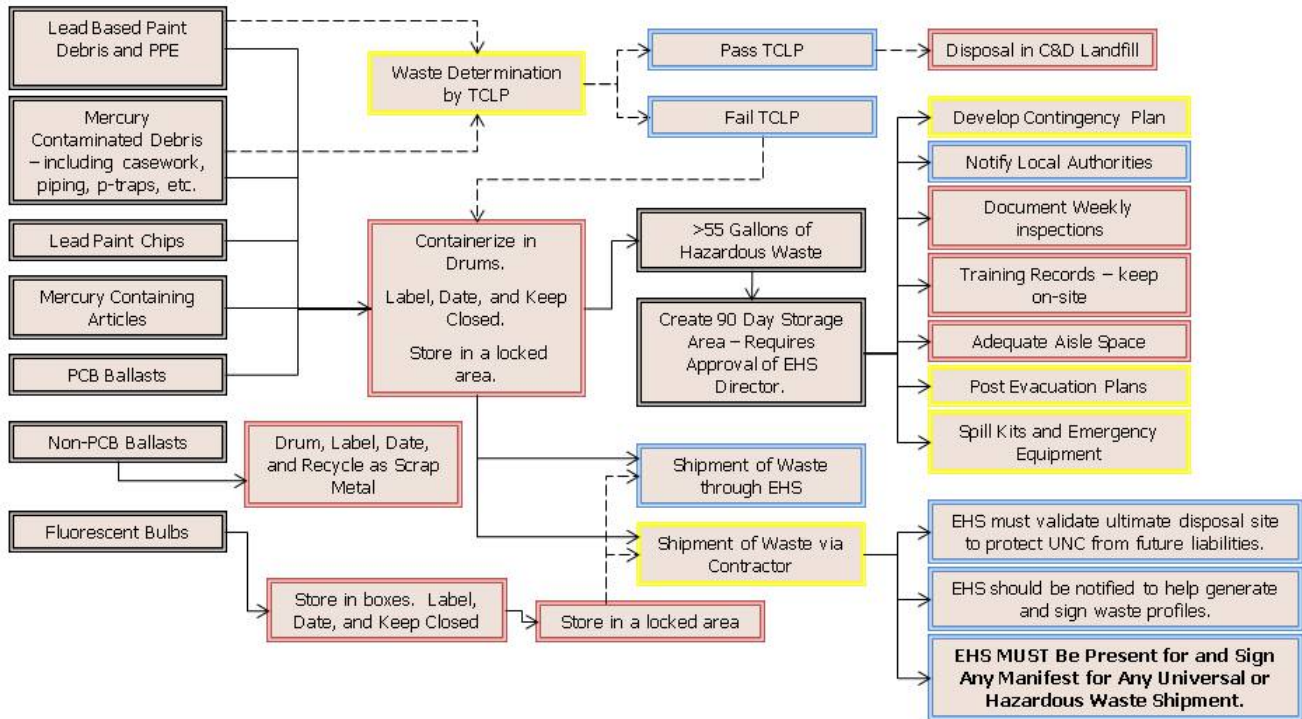 Lead Based Paint
Debris and PPE
Mercury
Contaminated Debris
– including casework,
piping, p-traps, etc.
Lead Paint Chips
Mercury Containing
Articles
PCB Ballasts
Non-PCB Ballasts
Fluorescent Bulbs
Waste Determination
by TCLP
Pass TCLP
Fail TCLP
Disposal in C&D Landfill
Containerize in
Drums.
Label, Date, and Keep
Closed.
Store in a locked
area.
>55 Gallons of
Hazardous Waste
Create 90 Day Storage
Area – Requires
Approval of EHS
Director.
Develop Contingency Plan
Notify Local Authorities
Document Weekly
inspections
Training Records – keep
on-site
Adequate Aisle Space
Post Evacuation Plans
Spill Kits and Emergency
Equipment
Drum, Label, Date,
and Recycle as Scrap
Metal
Store in boxes. Label,
Date, and Keep Closed
Store in a locked area
Shipment of Waste
through EHS
Shipment of Waste via
Contractor
EHS must validate ultimate disposal site
to protect UNC from future liabilities.
EHS should be notified to help generate
and sign waste profiles.
EHS MUST Be Present for and Sign
Any Manifest for Any Universal or
Hazardous Waste Shipment.